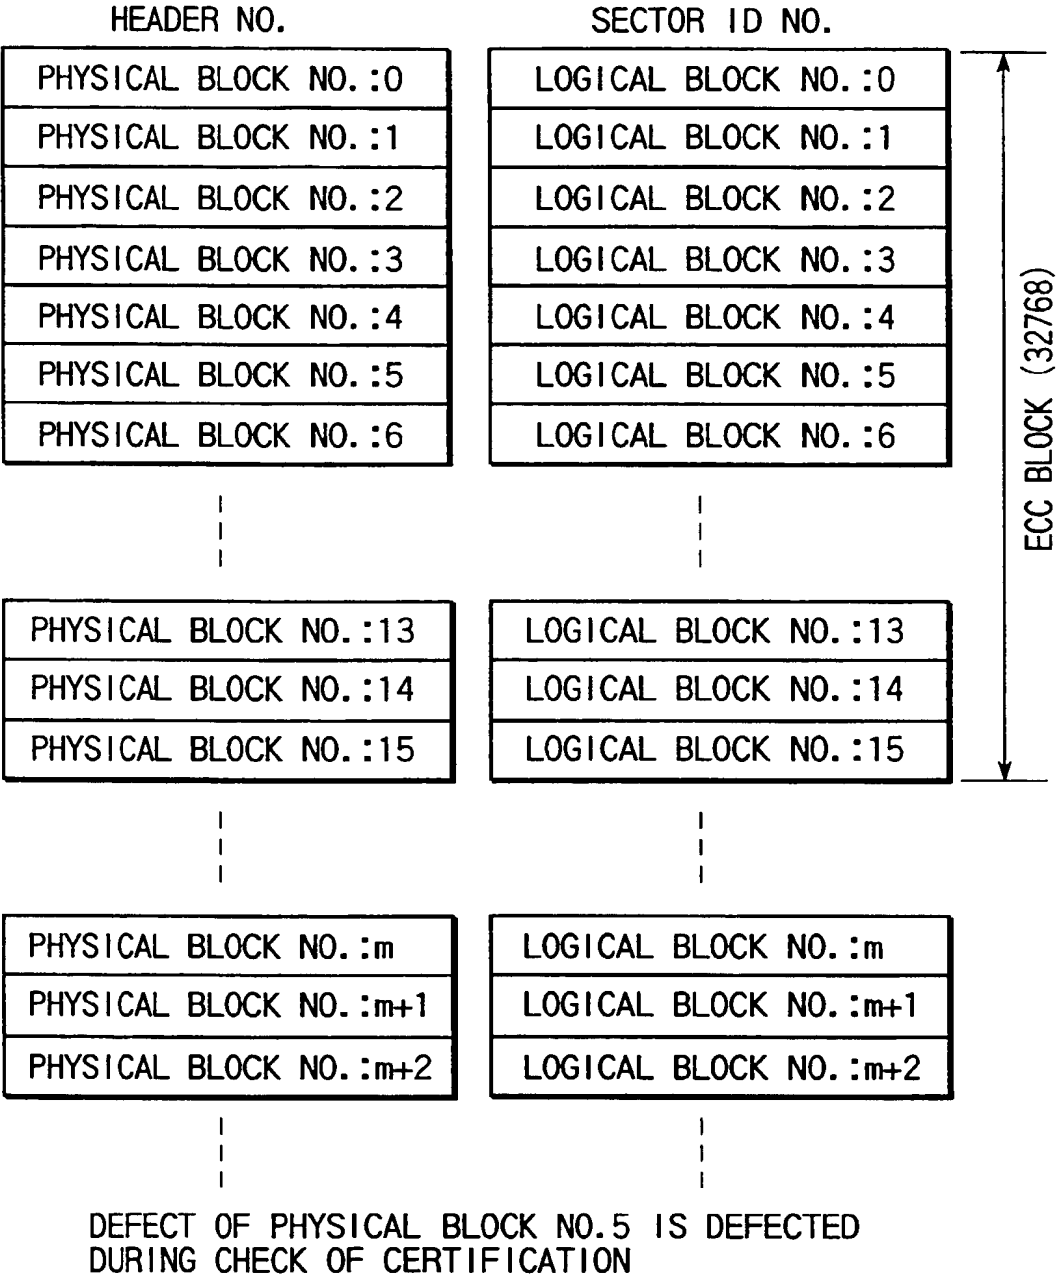 HEADER NO.
SECTOR ID NO.
PHYSICAL BLOCK NO.:0
LOGICAL BLOCK NO.:0
PHYSICAL BLOCK NO.:1
LOGICAL BLOCK NO.:1
PHYSICAL BLOCK NO.:2
LOGICAL BLOCK NO.:2
PHYSICAL BLOCK NO.:3
LOGICAL BLOCK NO.:3
PHYSICAL BLOCK NO.:4
LOGICAL BLOCK NO.:4
PHYSICAL BLOCK NO.:5
LOGICAL BLOCK NO.:5
PHYSICAL BLOCK NO.:6
LOGICAL BLOCK NO.:6
ECC BLOCK (32768)
PHYSICAL BLOCK NO.:13
LOGICAL BLOCK NO.:13
PHYSICAL BLOCK NO.:14
LOGICAL BLOCK NO.:14
PHYSICAL BLOCK NO.:15
LOGICAL BLOCK NO.:15
PHYSICAL BLOCK NO.:m
LOGICAL BLOCK NO.:m
PHYSICAL BLOCK NO.:m+1
LOGICAL BLOCK NO.:m+1
PHYSICAL BLOCK NO.:m+2
LOGICAL BLOCK NO.:m+2
DEFECT OF PHYSICAL BLOCK NO.5 IS DEFECTED
DURING CHECK OF CERTIFICATION